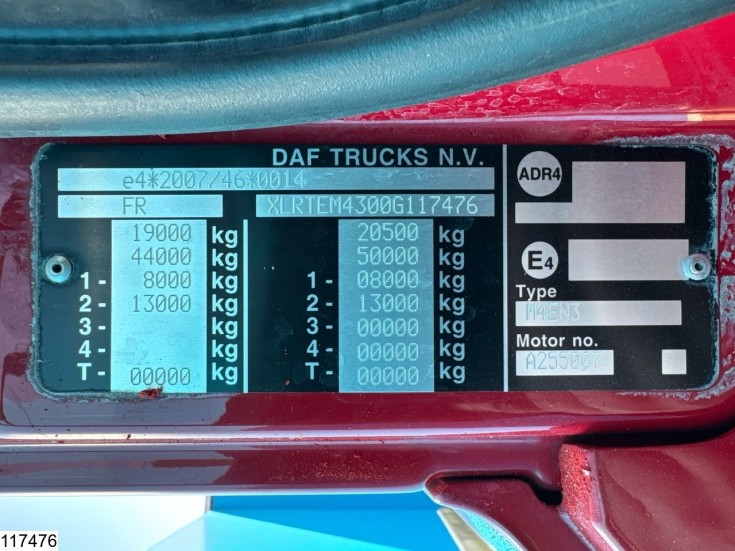 DAF TRUCKS N.V.
e4*2007/46*0014
FR XLRTEM4300G117476
19000 kg 20500 kg
44000 kg 50000 kg
1- 8000 kg 1- 08000 kg
2- 13000 kg 2- 13000 kg
3- kg 3- 00000 kg
4- kg 4- 00000 kg
T- 00000 kg T- 00000 kg
ADR4
E4
Type
M4EN3
Motor no.
117476